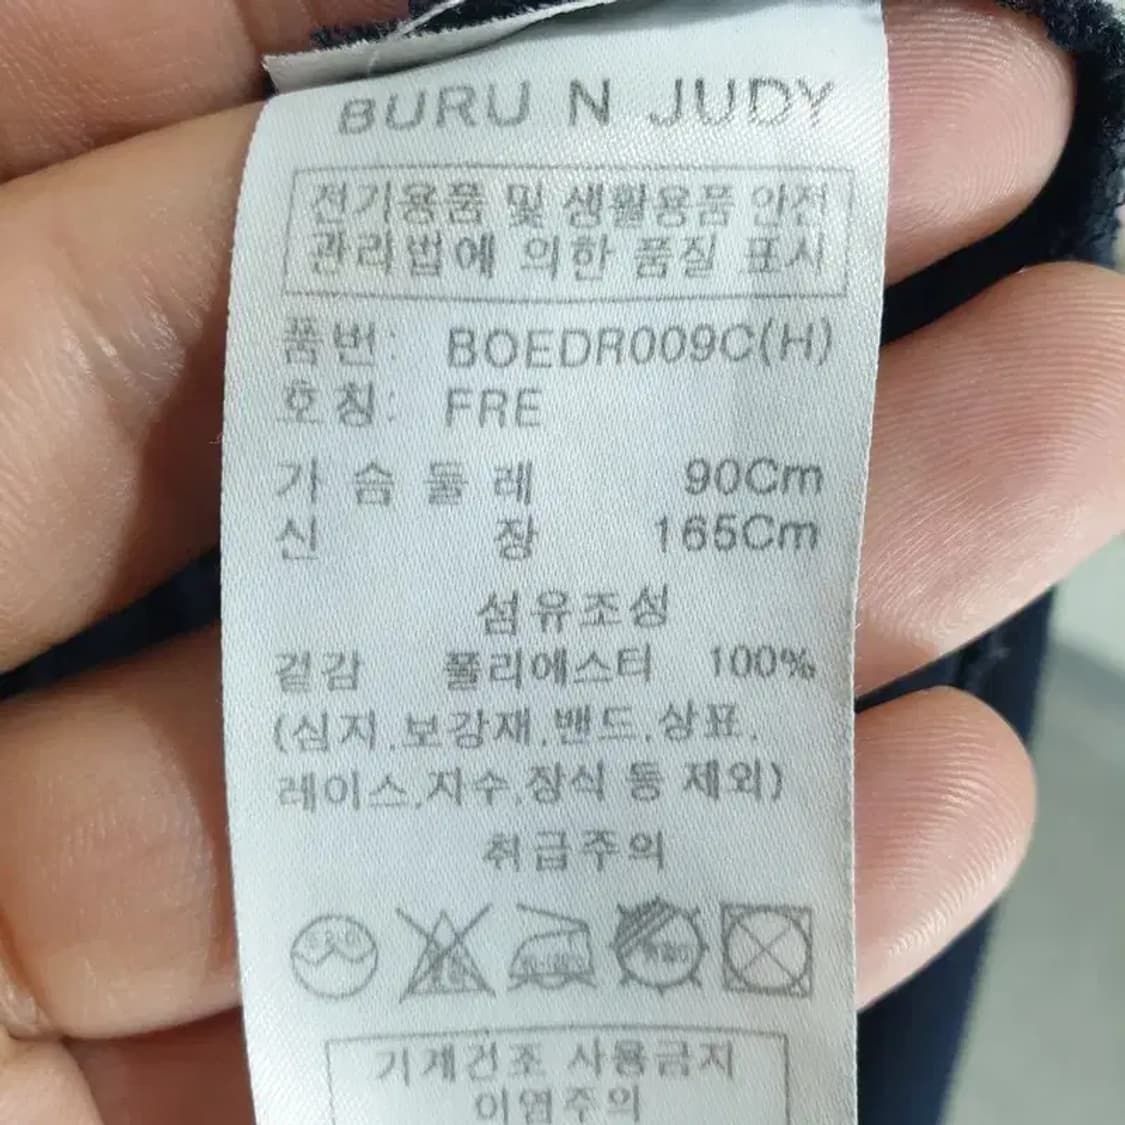 BURU N JUDY
전기용품 및 생활용품 안전
관리법에 의한 품질 표시
품번: BOEDR009C(H)
호칭: FRE
가 슴 둘 레 90Cm
신 장 165Cm
섬유조성
겉감 폴리에스터 100%
(심지,보강재,밴드,상표,
레이스,자수,장식 등 제외)
취급주의
기계건조 사용금지
이염주의